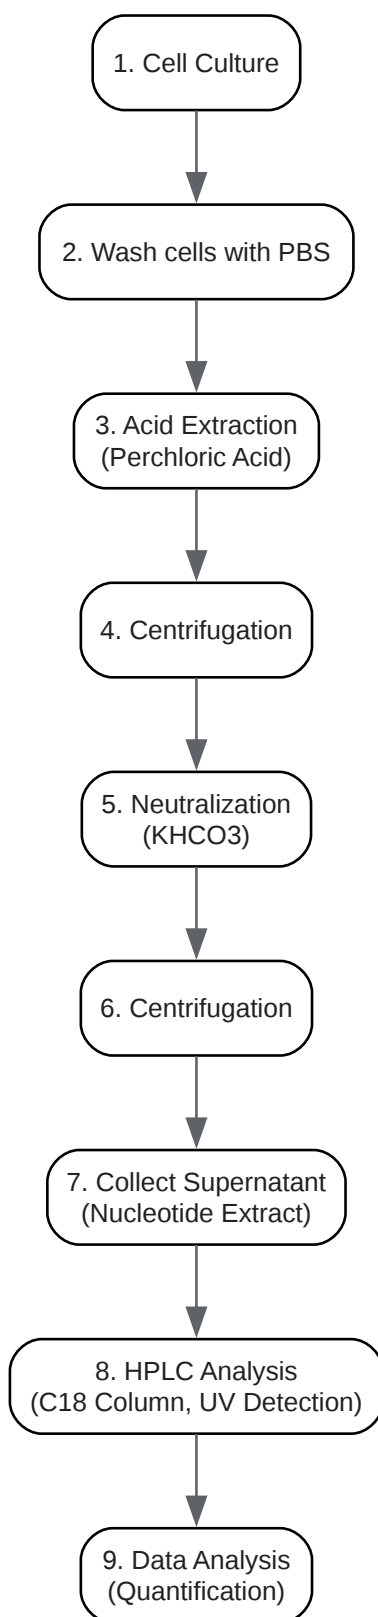 1. Cell Culture
2. Wash cells with PBS
3. Acid Extraction
(Perchloric Acid)
4. Centrifugation
5. Neutralization
(KHCO3)
6. Centrifugation
7. Collect Supernatant
(Nucleotide Extract)
8. HPLC Analysis
(C18 Column, UV Detection)
9. Data Analysis
(Quantification)